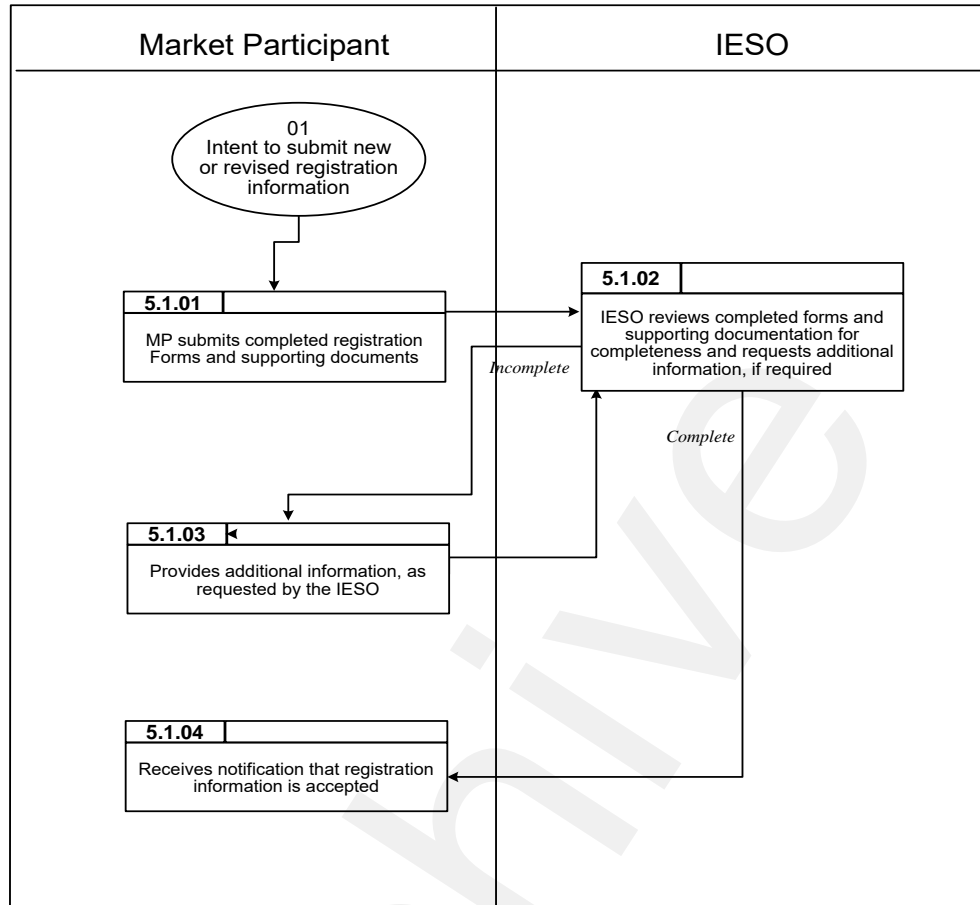 Market Participant
IESO
01
Intent to submit new
or revised registration
information
5.1.01
MP submits completed registration
Forms and supporting documents
5.1.02
IESO reviews completed forms and
supporting documentation for
completeness and requests additional
information, if required
Incomplete
Complete
5.1.03
Provides additional information, as
requested by the IESO
5.1.04
Receives notification that registration
information is accepted
hive